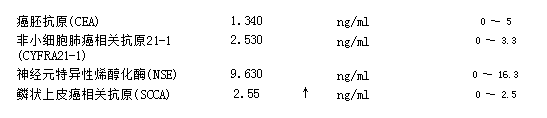 癌胚抗原(CEA) 1.340 ng/ml 0 ～ 5
非小细胞肺癌相关抗原21-1 2.530 ng/ml 0 ～ 3.3
(CYFRA21-1)
神经元特异性烯醇化酶(NSE) 9.630 ng/ml 0 ～ 16.3
鳞状上皮癌相关抗原(SCCA) 2.55 ↑ ng/ml 0 ～ 2.5